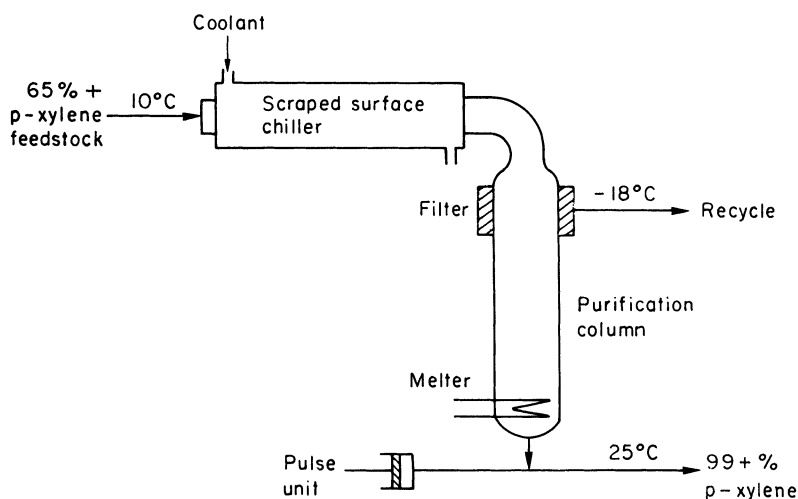 Coolant
65% +
p-xylene
feedstock
10°C
Scraped surface
chiller
Filter
-18°C
Recycle
Purification
column
Melter
Pulse
unit
25°C
99+%
p-xylene